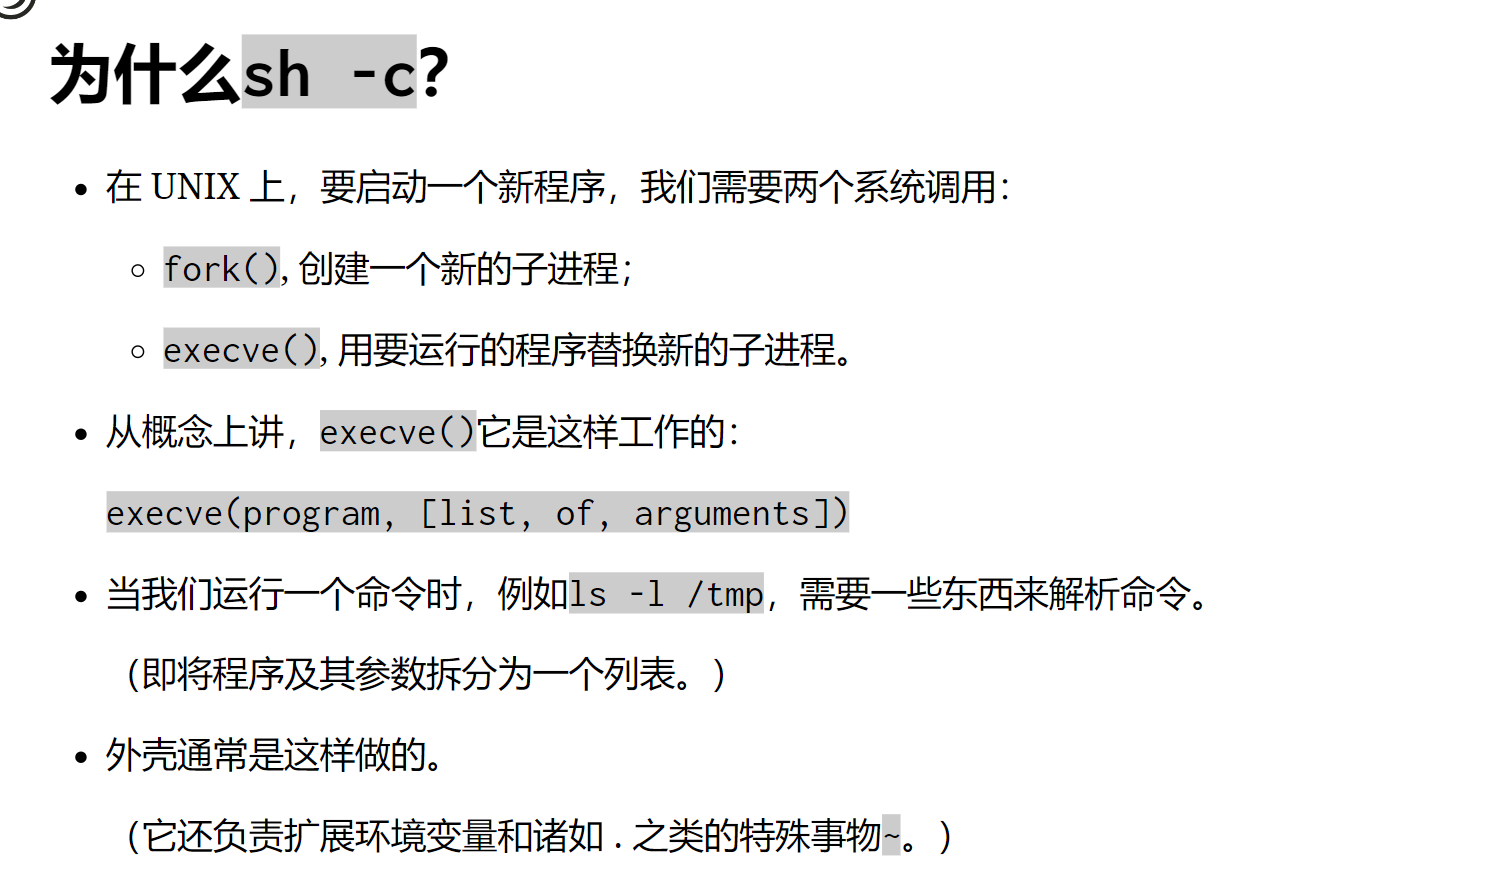 为什么sh -c?
在 UNIX 上，要启动一个新程序，我们需要两个系统调用：
fork(), 创建一个新的子进程；
execve(), 用要运行的程序替换新的子进程。
从概念上讲，execve()它是这样工作的：
execve(program, [list, of, arguments])
当我们运行一个命令时，例如ls -l /tmp，需要一些东西来解析命令。
（即将程序及其参数拆分为一个列表。）
外壳通常是这样做的。
（它还负责扩展环境变量和诸如 . 之类的特殊事物~。）